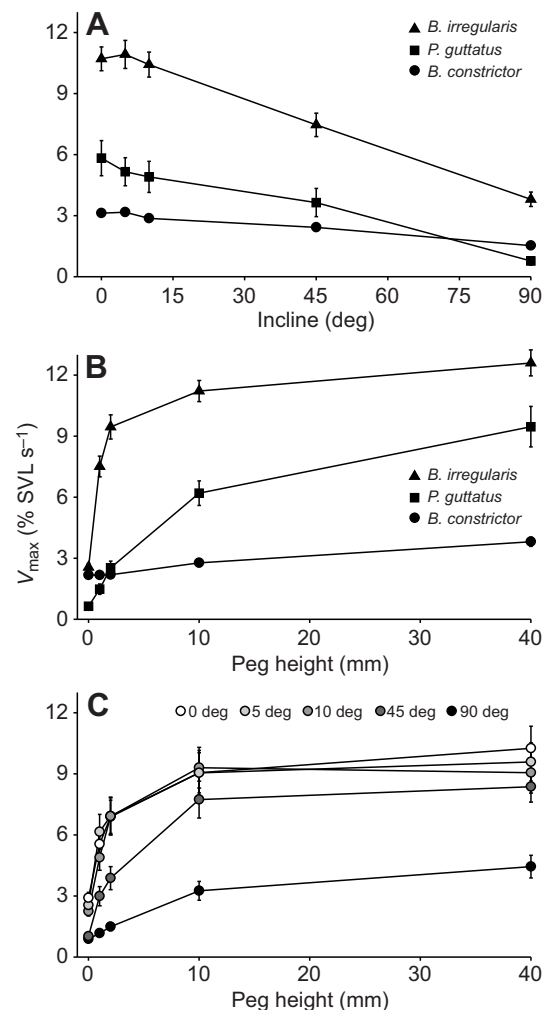 A
B. irregularis
P. guttatus
B. constrictor
12
9
6
3
0
0 15 30 45 60 75 90
Incline (deg)
B
12
9
6
3
0
B. irregularis
P. guttatus
B. constrictor
Vmax (% SVL s–1)
0 10 20 30 40
Peg height (mm)
C
0 deg 5 deg 10 deg 45 deg 90 deg
12
9
6
3
0
0 10 20 30 40
Peg height (mm)